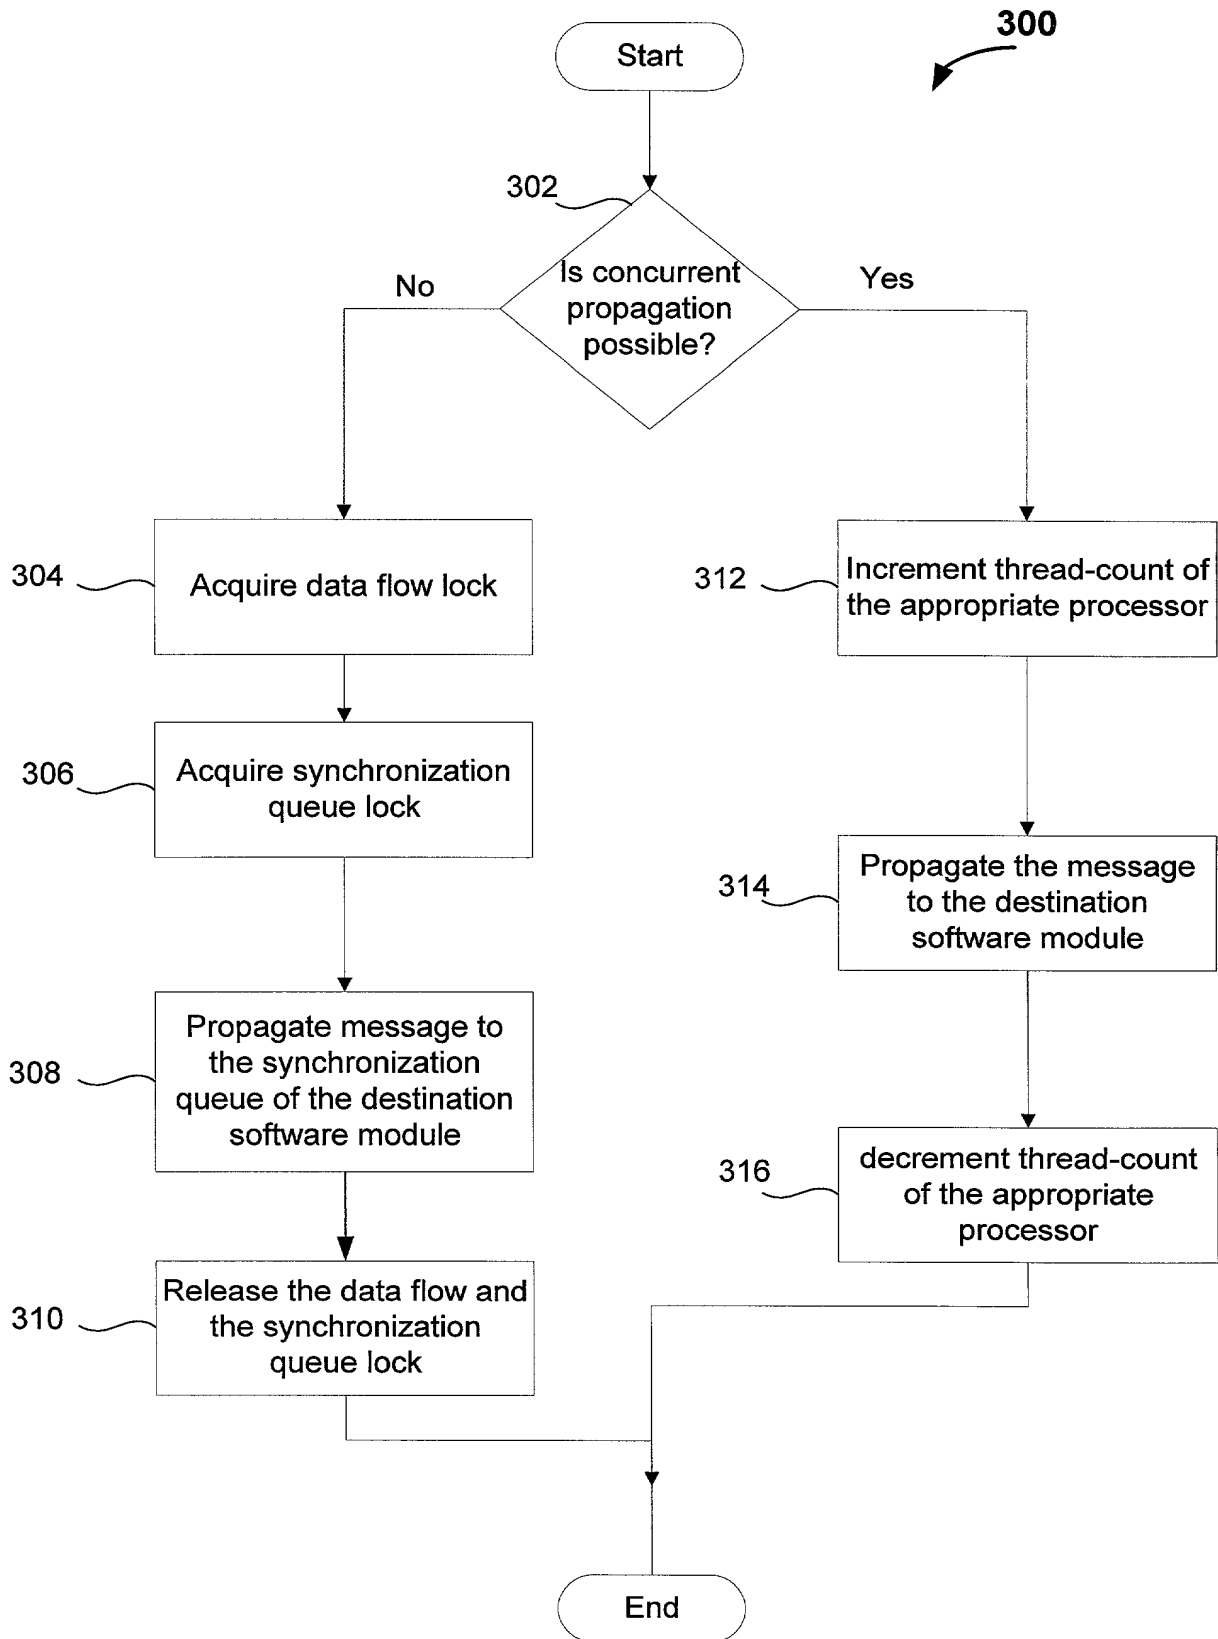 300
Start
302
Is concurrent
propagation
possible?
No
Yes
304
Acquire data flow lock
312
Increment thread-count of
the appropriate processor
306
Acquire synchronization
queue lock
314
Propagate the message
to the destination
software module
308
Propagate message to
the synchronization
queue of the destination
software module
316
decrement thread-count
of the appropriate
processor
310
Release the data flow and
the synchronization
queue lock
End